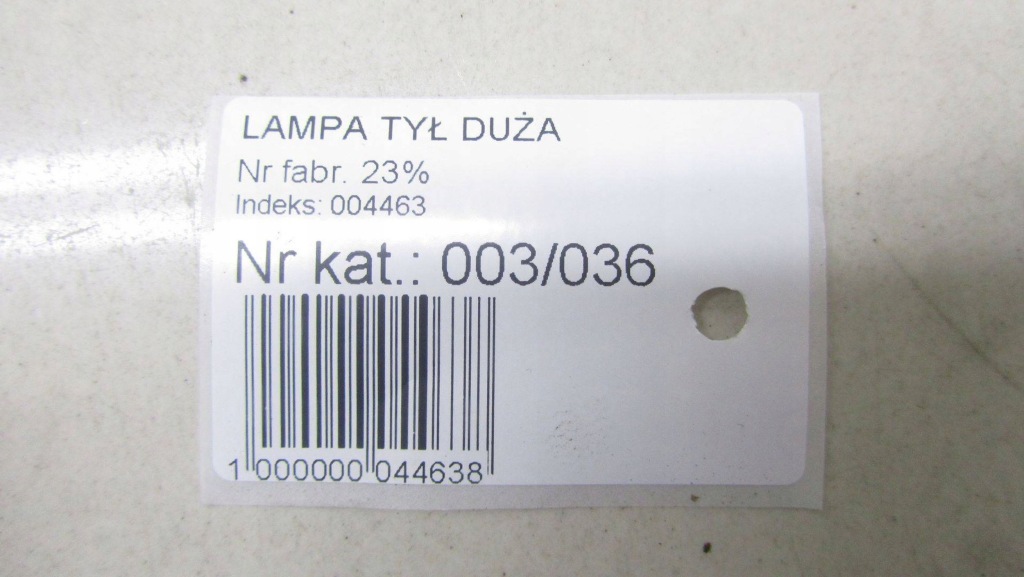 LAMPA TYŁ DUŻA
Nr fabr. 23%
Indeks: 004463
Nr kat.: 003/036
1 000000 044638